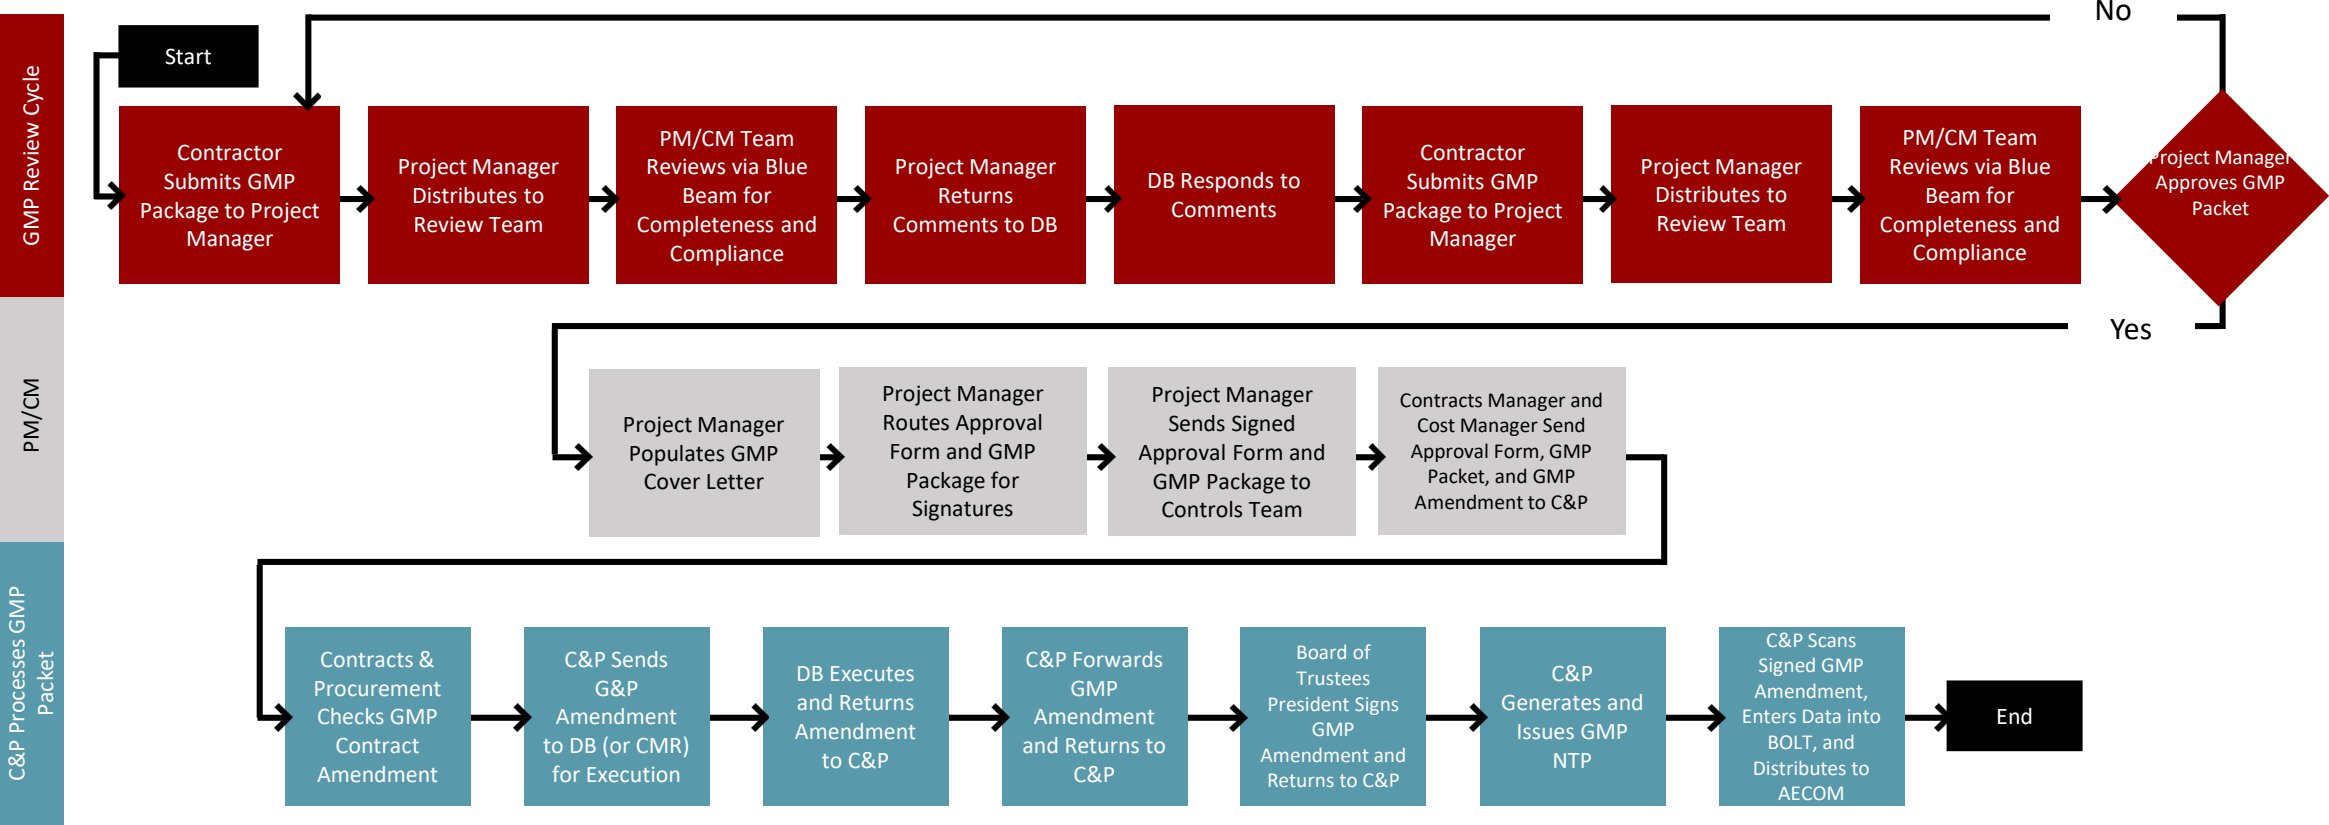 No
Start
GMP Review Cycle
Contractor
Submits GMP
Package to Project
Manager
Project Manager
Distributes to
Review Team
PM/CM Team
Reviews via Blue
Beam for
Completeness and
Compliance
Project Manager
Returns
Comments to DB
DB Responds to
Comments
Contractor
Submits GMP
Package to Project
Manager
Project Manager
Distributes to
Review Team
PM/CM Team
Reviews via Blue
Beam for
Completeness and
Compliance
Project Manager
Approves GMP
Packet
Yes
PM/CM
Project Manager
Populates GMP
Cover Letter
Project Manager
Routes Approval
Form and GMP
Package for
Signatures
Project Manager
Sends Signed
Approval Form and
GMP Package to
Controls Team
Contracts Manager and
Cost Manager Send
Approval Form, GMP
Packet, and GMP
Amendment to C&P
C&P Processes GMP
Packet
Contracts &
Procurement
Checks GMP
Contract
Amendment
C&P Sends
G&P
Amendment
to DB (or CMR)
for Execution
DB Executes
and Returns
Amendment
to C&P
C&P Forwards
GMP
Amendment
and Returns to
C&P
Board of
Trustees
President Signs
GMP
Amendment and
Returns to C&P
C&P
Generates and
Issues GMP
NTP
C&P Scans
Signed GMP
Amendment,
Enters Data into
BOLT, and
Distributes to
AECOM
End